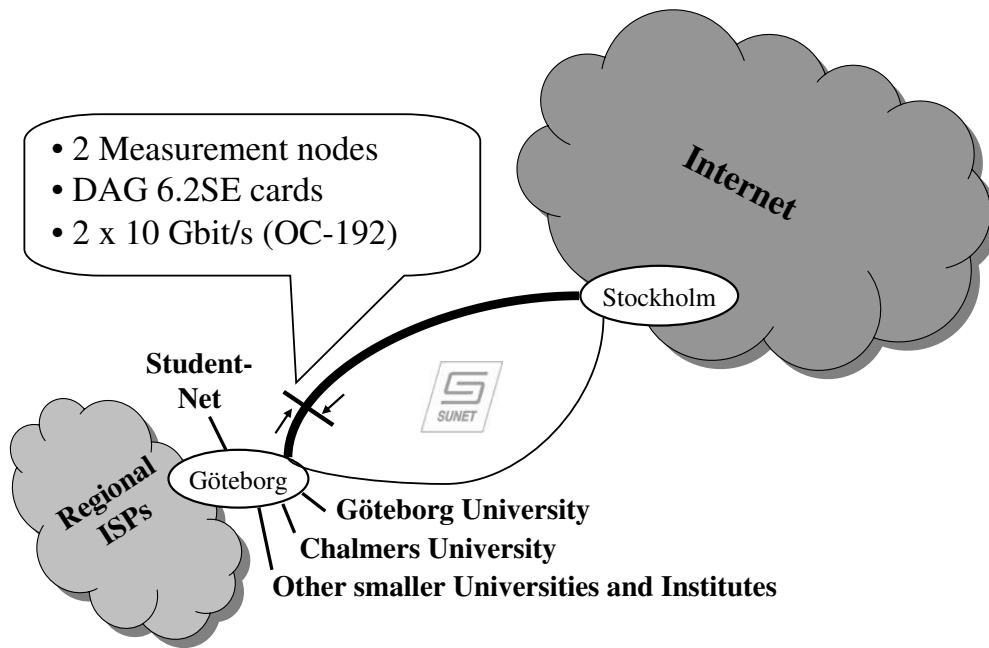 • 2 Measurement nodes
• DAG 6.2SE cards
• 2 x 10 Gbit/s (OC-192)
Internet
Stockholm
Student-
Net
SUNET
Göteborg
Regional
ISPs
Göteborg University
Chalmers University
Other smaller Universities and Institutes